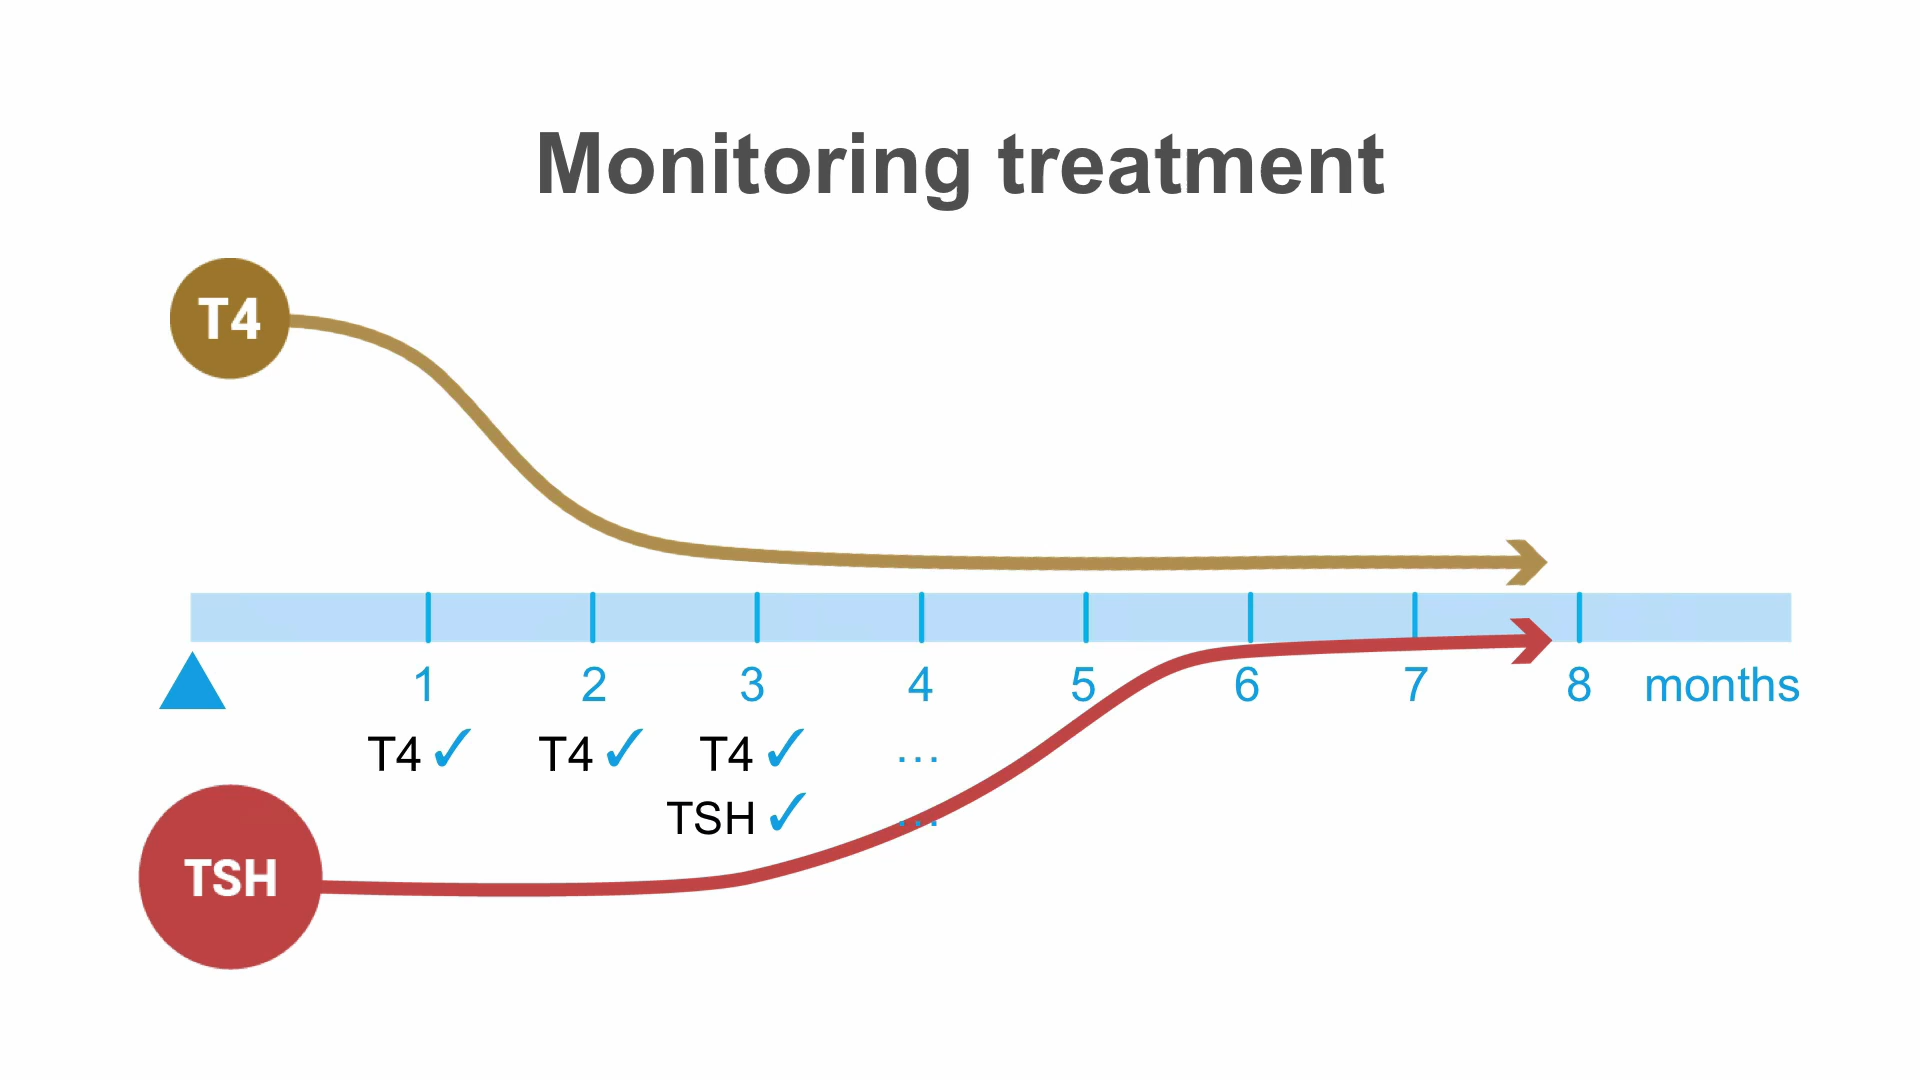 Monitoring treatment
T4
1 2 3 4 5 6 7 8 months
T4 ✓ T4 ✓ T4 ✓ ...
TSH ✓ ...
TSH